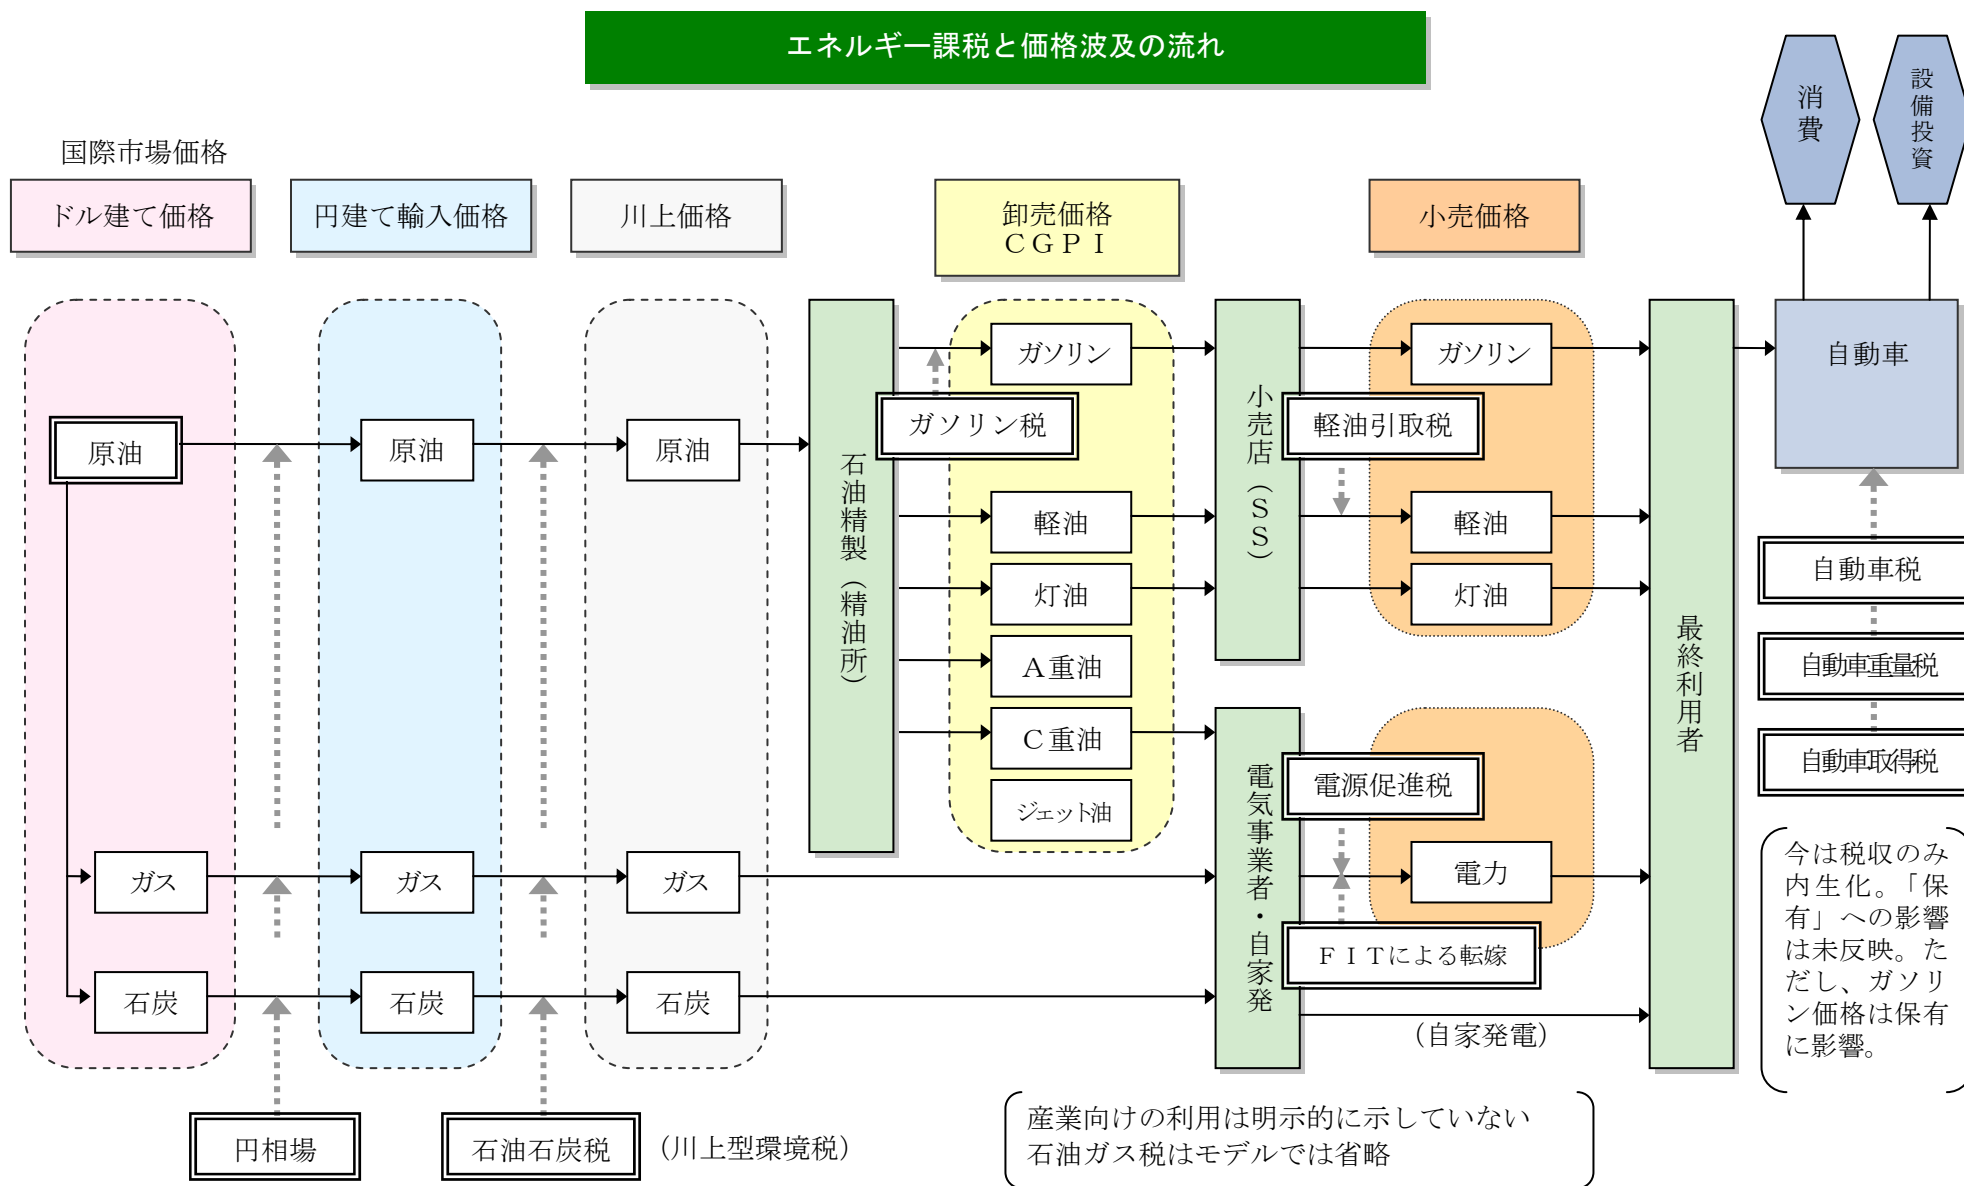 エネルギー課税と価格波及の流れ
消費
設備投資
国際市場価格
ドル建て価格
円建て輸入価格
川上価格
卸売価格
ＣＧＰＩ
小売価格
原油
原油
原油
石油精製（精油所）
ガソリン
ガソリン税
軽油
灯油
Ａ重油
Ｃ重油
ジェット油
小売店（ＳＳ）
ガソリン
軽油引取税
軽油
灯油
最終利用者
自動車
自動車税
自動車重量税
自動車取得税
電気事業者・自家発
電源促進税
電力
ＦＩＴによる転嫁
（自家発電）
ガス
ガス
ガス
石炭
石炭
石炭
今は税収のみ
内生化。「保
有」への影響
は未反映。た
だし、ガソリ
ン価格は保有
に影響。
円相場
石油石炭税
（川上型環境税）
産業向けの利用は明示的に示していない
石油ガス税はモデルでは省略